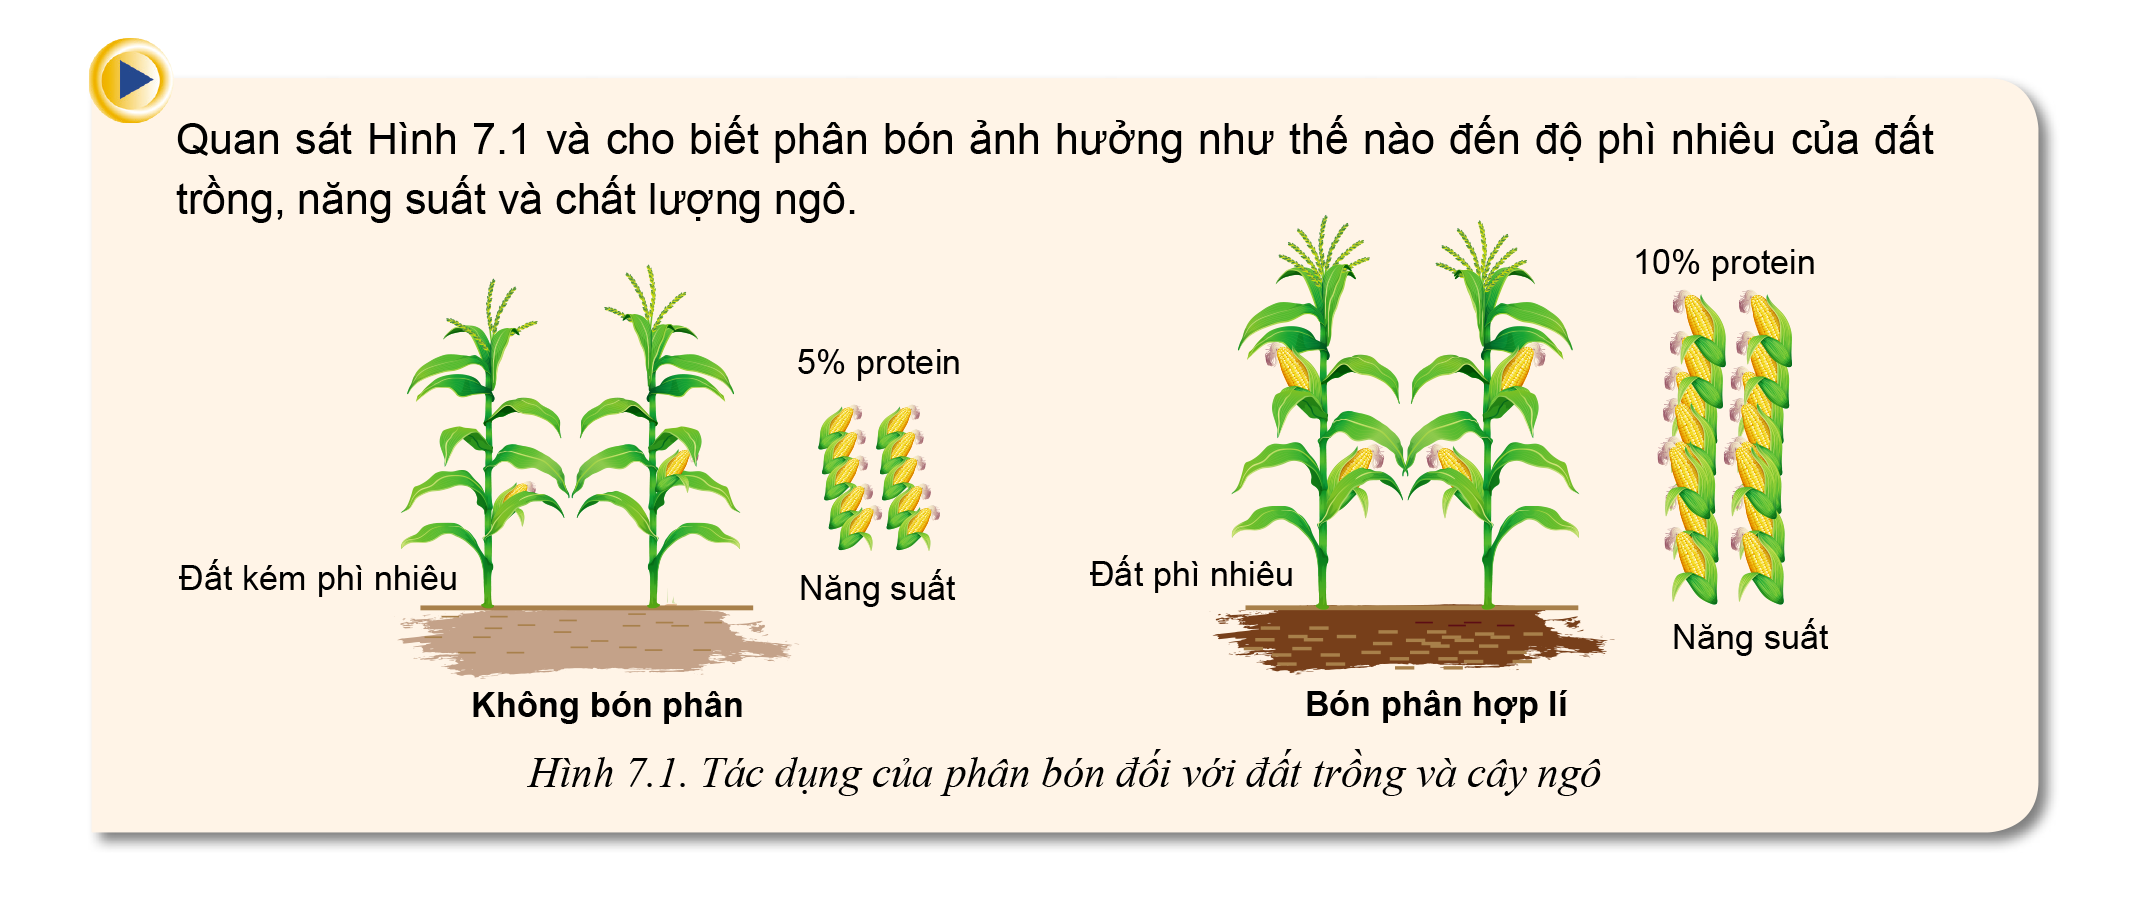 Quan sát Hình 7.1 và cho biết phân bón ảnh hưởng như thế nào đến độ phì nhiêu của đất
trồng, năng suất và chất lượng ngô.
5% protein
Năng suất
Đất kém phì nhiêu
Không bón phân
10% protein
Năng suất
Đất phì nhiêu
Bón phân hợp lí
Hình 7.1. Tác dụng của phân bón đối với đất trồng và cây ngô